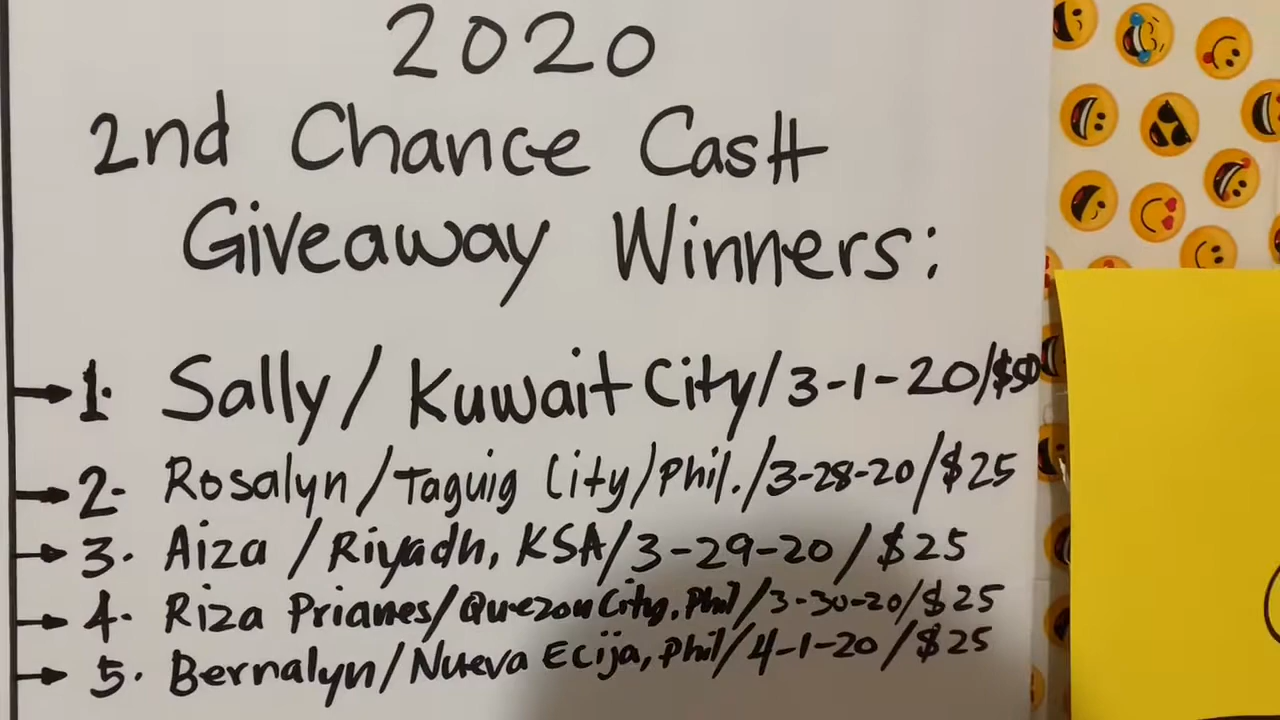 2020
2nd Chance Cash
Giveaway Winners:
1. Sally/ Kuwait City/3-1-20/$50
2- Rosalyn/Taguig City/Phil./3-28-20/$25
3. Aiza/Riyadh, KSA/3-29-20/$25
4. Riza Prianes/Quezon City, Phil/3-30-20/$25
5. Bernalyn/Nueva Ecija, Phil/4-1-20/$25